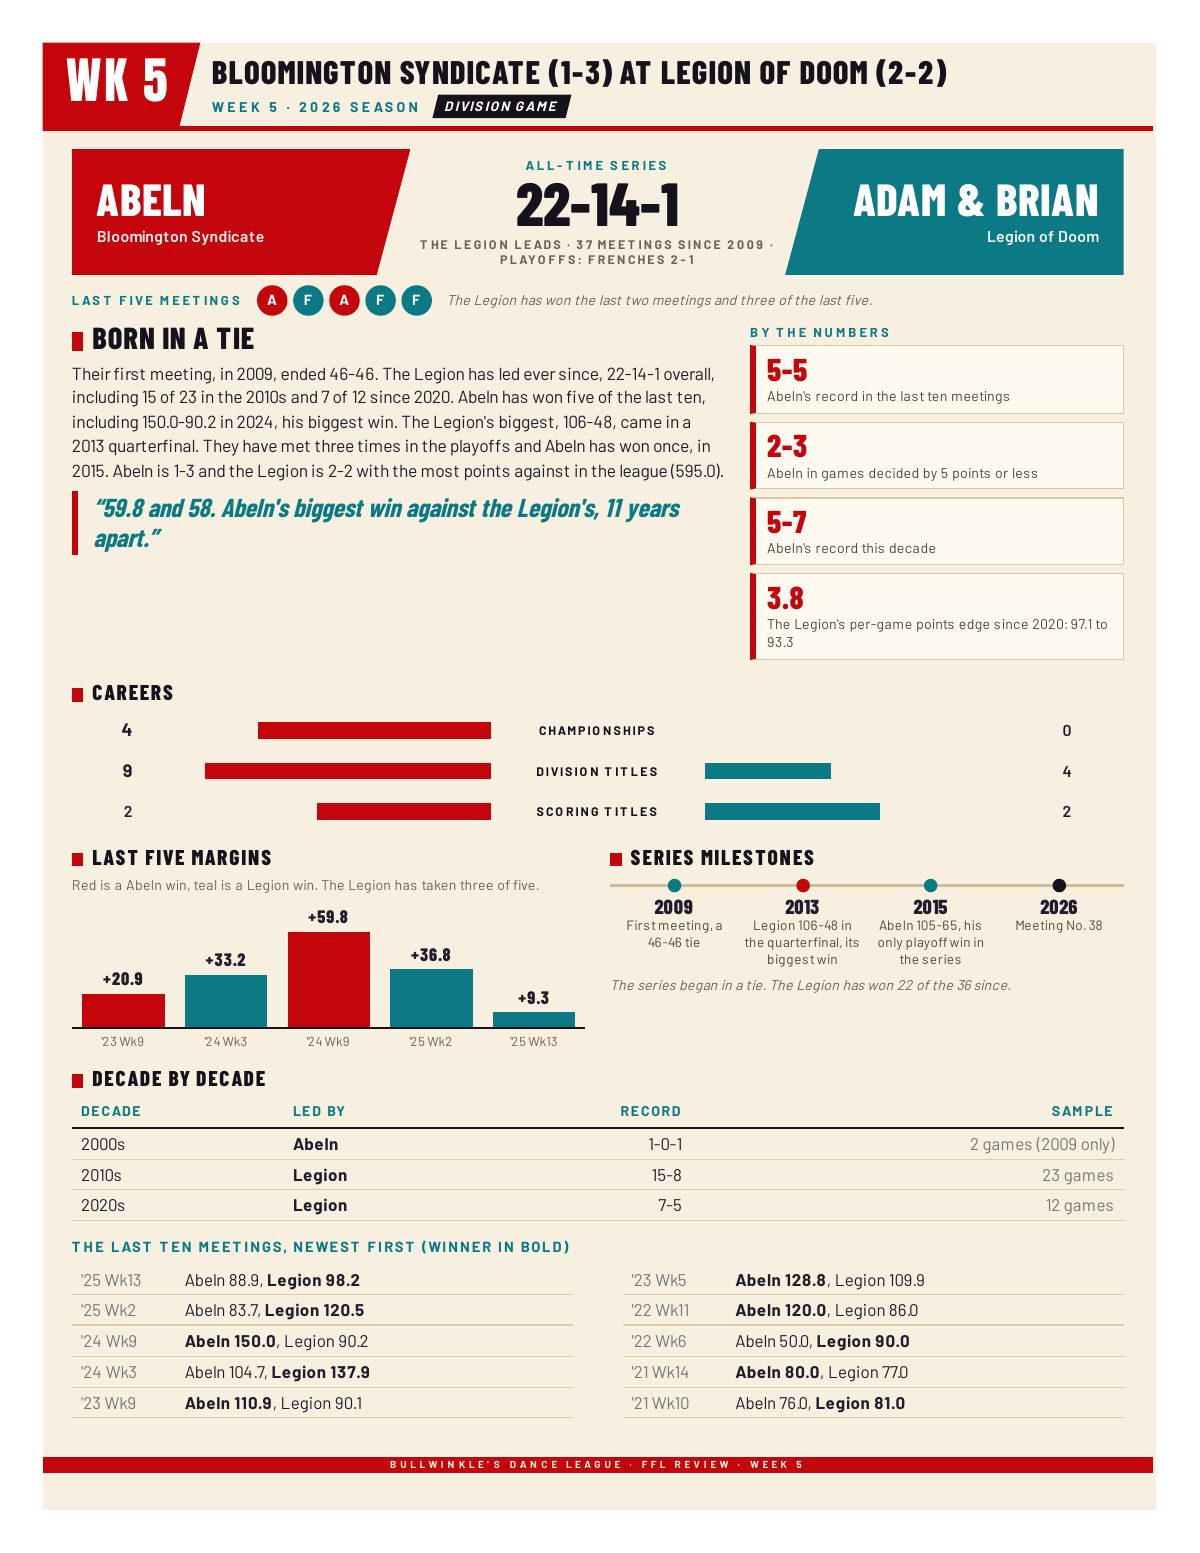 WK 5
BLOOMINGTON SYNDICATE (1-3) AT LEGION OF DOOM (2-2)
WEEK 5 · 2026 SEASON DIVISION GAME
ABELN
Bloomington Syndicate
ALL-TIME SERIES
22-14-1
THE LEGION LEADS · 37 MEETINGS SINCE 2009 ·
PLAYOFFS: FRENCHES 2-1
ADAM & BRIAN
Legion of Doom
LAST FIVE MEETINGS A F A F F The Legion has won the last two meetings and three of the last five.
BORN IN A TIE
Their first meeting, in 2009, ended 46-46. The Legion has led ever since, 22-14-1 overall,
including 15 of 23 in the 2010s and 7 of 12 since 2020. Abeln has won five of the last ten,
including 150.0-90.2 in 2024, his biggest win. The Legion's biggest, 106-48, came in a
2013 quarterfinal. They have met three times in the playoffs and Abeln has won once, in
2015. Abeln is 1-3 and the Legion is 2-2 with the most points against in the league (595.0).
“59.8 and 58. Abeln's biggest win against the Legion's, 11 years
apart.”
BY THE NUMBERS
5-5
Abeln's record in the last ten meetings
2-3
Abeln in games decided by 5 points or less
5-7
Abeln's record this decade
3.8
The Legion's per-game points edge since 2020: 97.1 to
93.3
CAREERS
4 CHAMPIONSHIPS 0
9 DIVISION TITLES 4
2 SCORING TITLES 2
LAST FIVE MARGINS
Red is a Abeln win, teal is a Legion win. The Legion has taken three of five.
+20.9 +33.2 +59.8 +36.8 +9.3
'23 Wk9 '24 Wk3 '24 Wk9 '25 Wk2 '25 Wk13
SERIES MILESTONES
2009
First meeting, a
46-46 tie
2013
Legion 106-48 in
the quarterfinal, its
biggest win
2015
Abeln 105-65, his
only playoff win in
the series
2026
Meeting No. 38
The series began in a tie. The Legion has won 22 of the 36 since.
DECADE BY DECADE
DECADE LED BY RECORD SAMPLE
2000s Abeln 1-0-1 2 games (2009 only)
2010s Legion 15-8 23 games
2020s Legion 7-5 12 games
THE LAST TEN MEETINGS, NEWEST FIRST (WINNER IN BOLD)
'25 Wk13 Abeln 88.9, Legion 98.2
'25 Wk2 Abeln 83.7, Legion 120.5
'24 Wk9 Abeln 150.0, Legion 90.2
'24 Wk3 Abeln 104.7, Legion 137.9
'23 Wk9 Abeln 110.9, Legion 90.1
'23 Wk5 Abeln 128.8, Legion 109.9
'22 Wk11 Abeln 120.0, Legion 86.0
'22 Wk6 Abeln 50.0, Legion 90.0
'21 Wk14 Abeln 80.0, Legion 77.0
'21 Wk10 Abeln 76.0, Legion 81.0
BULLWINKLE'S DANCE LEAGUE · FFL REVIEW · WEEK 5